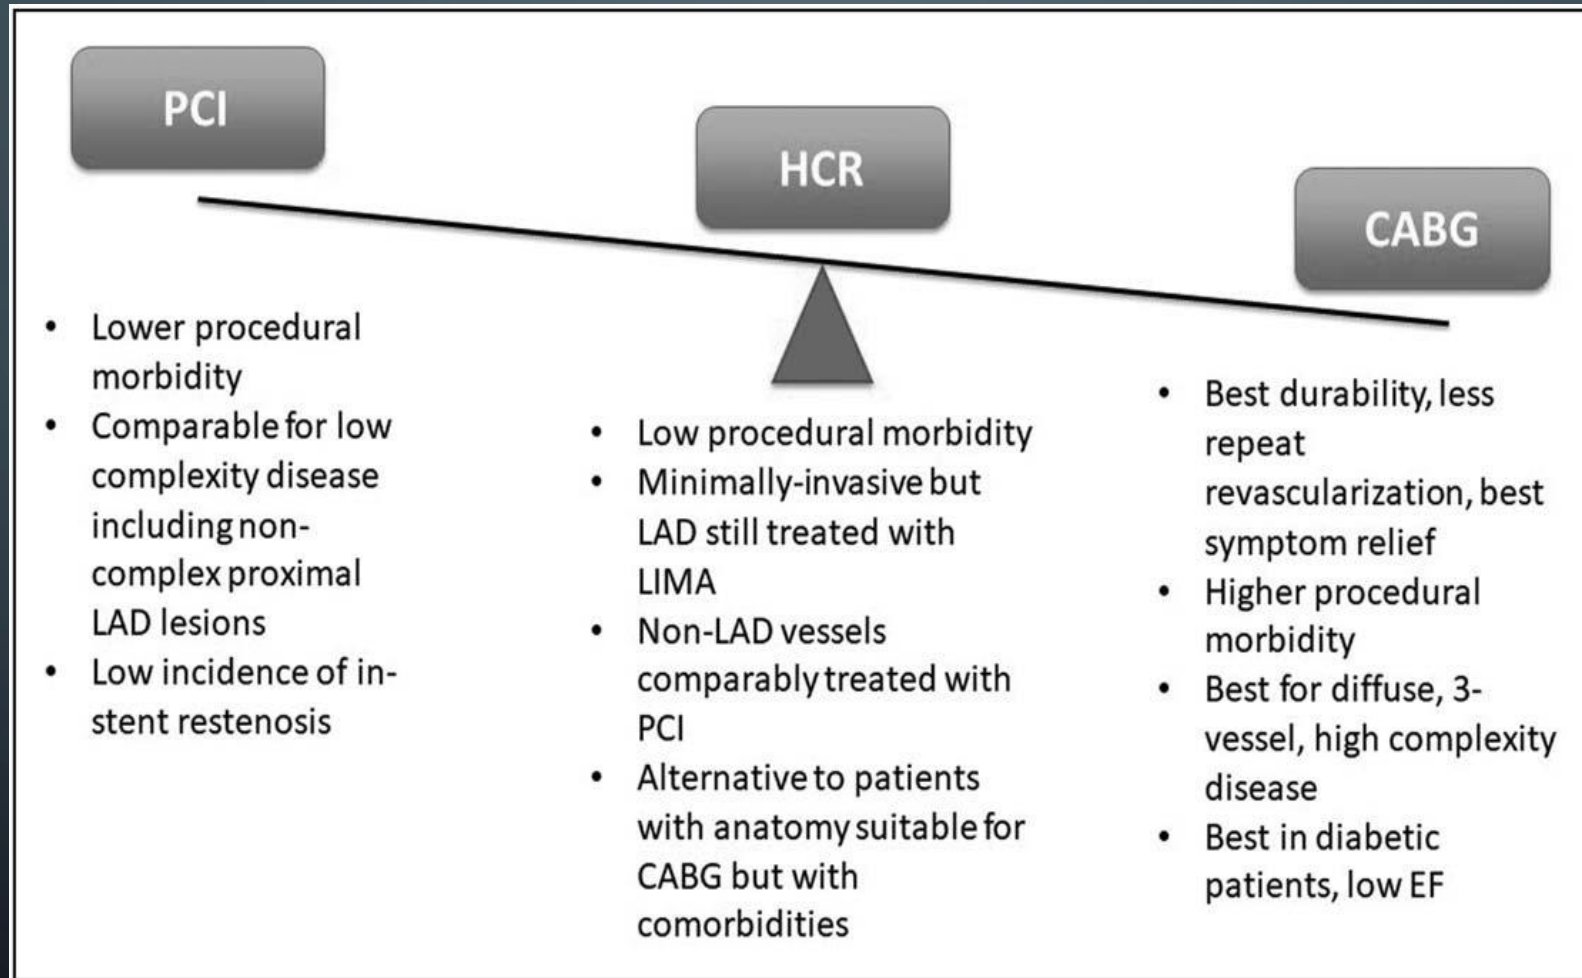 PCI
HCR
CABG
• Lower procedural
morbidity
• Comparable for low
complexity disease
including non-
complex proximal
LAD lesions
• Low incidence of in-
stent restenosis
• Low procedural morbidity
• Minimally-invasive but
LAD still treated with
LIMA
• Non-LAD vessels
comparably treated with
PCI
• Alternative to patients
with anatomy suitable for
CABG but with
comorbidities
• Best durability, less
repeat
revascularization, best
symptom relief
• Higher procedural
morbidity
• Best for diffuse, 3-
vessel, high complexity
disease
• Best in diabetic
patients, low EF